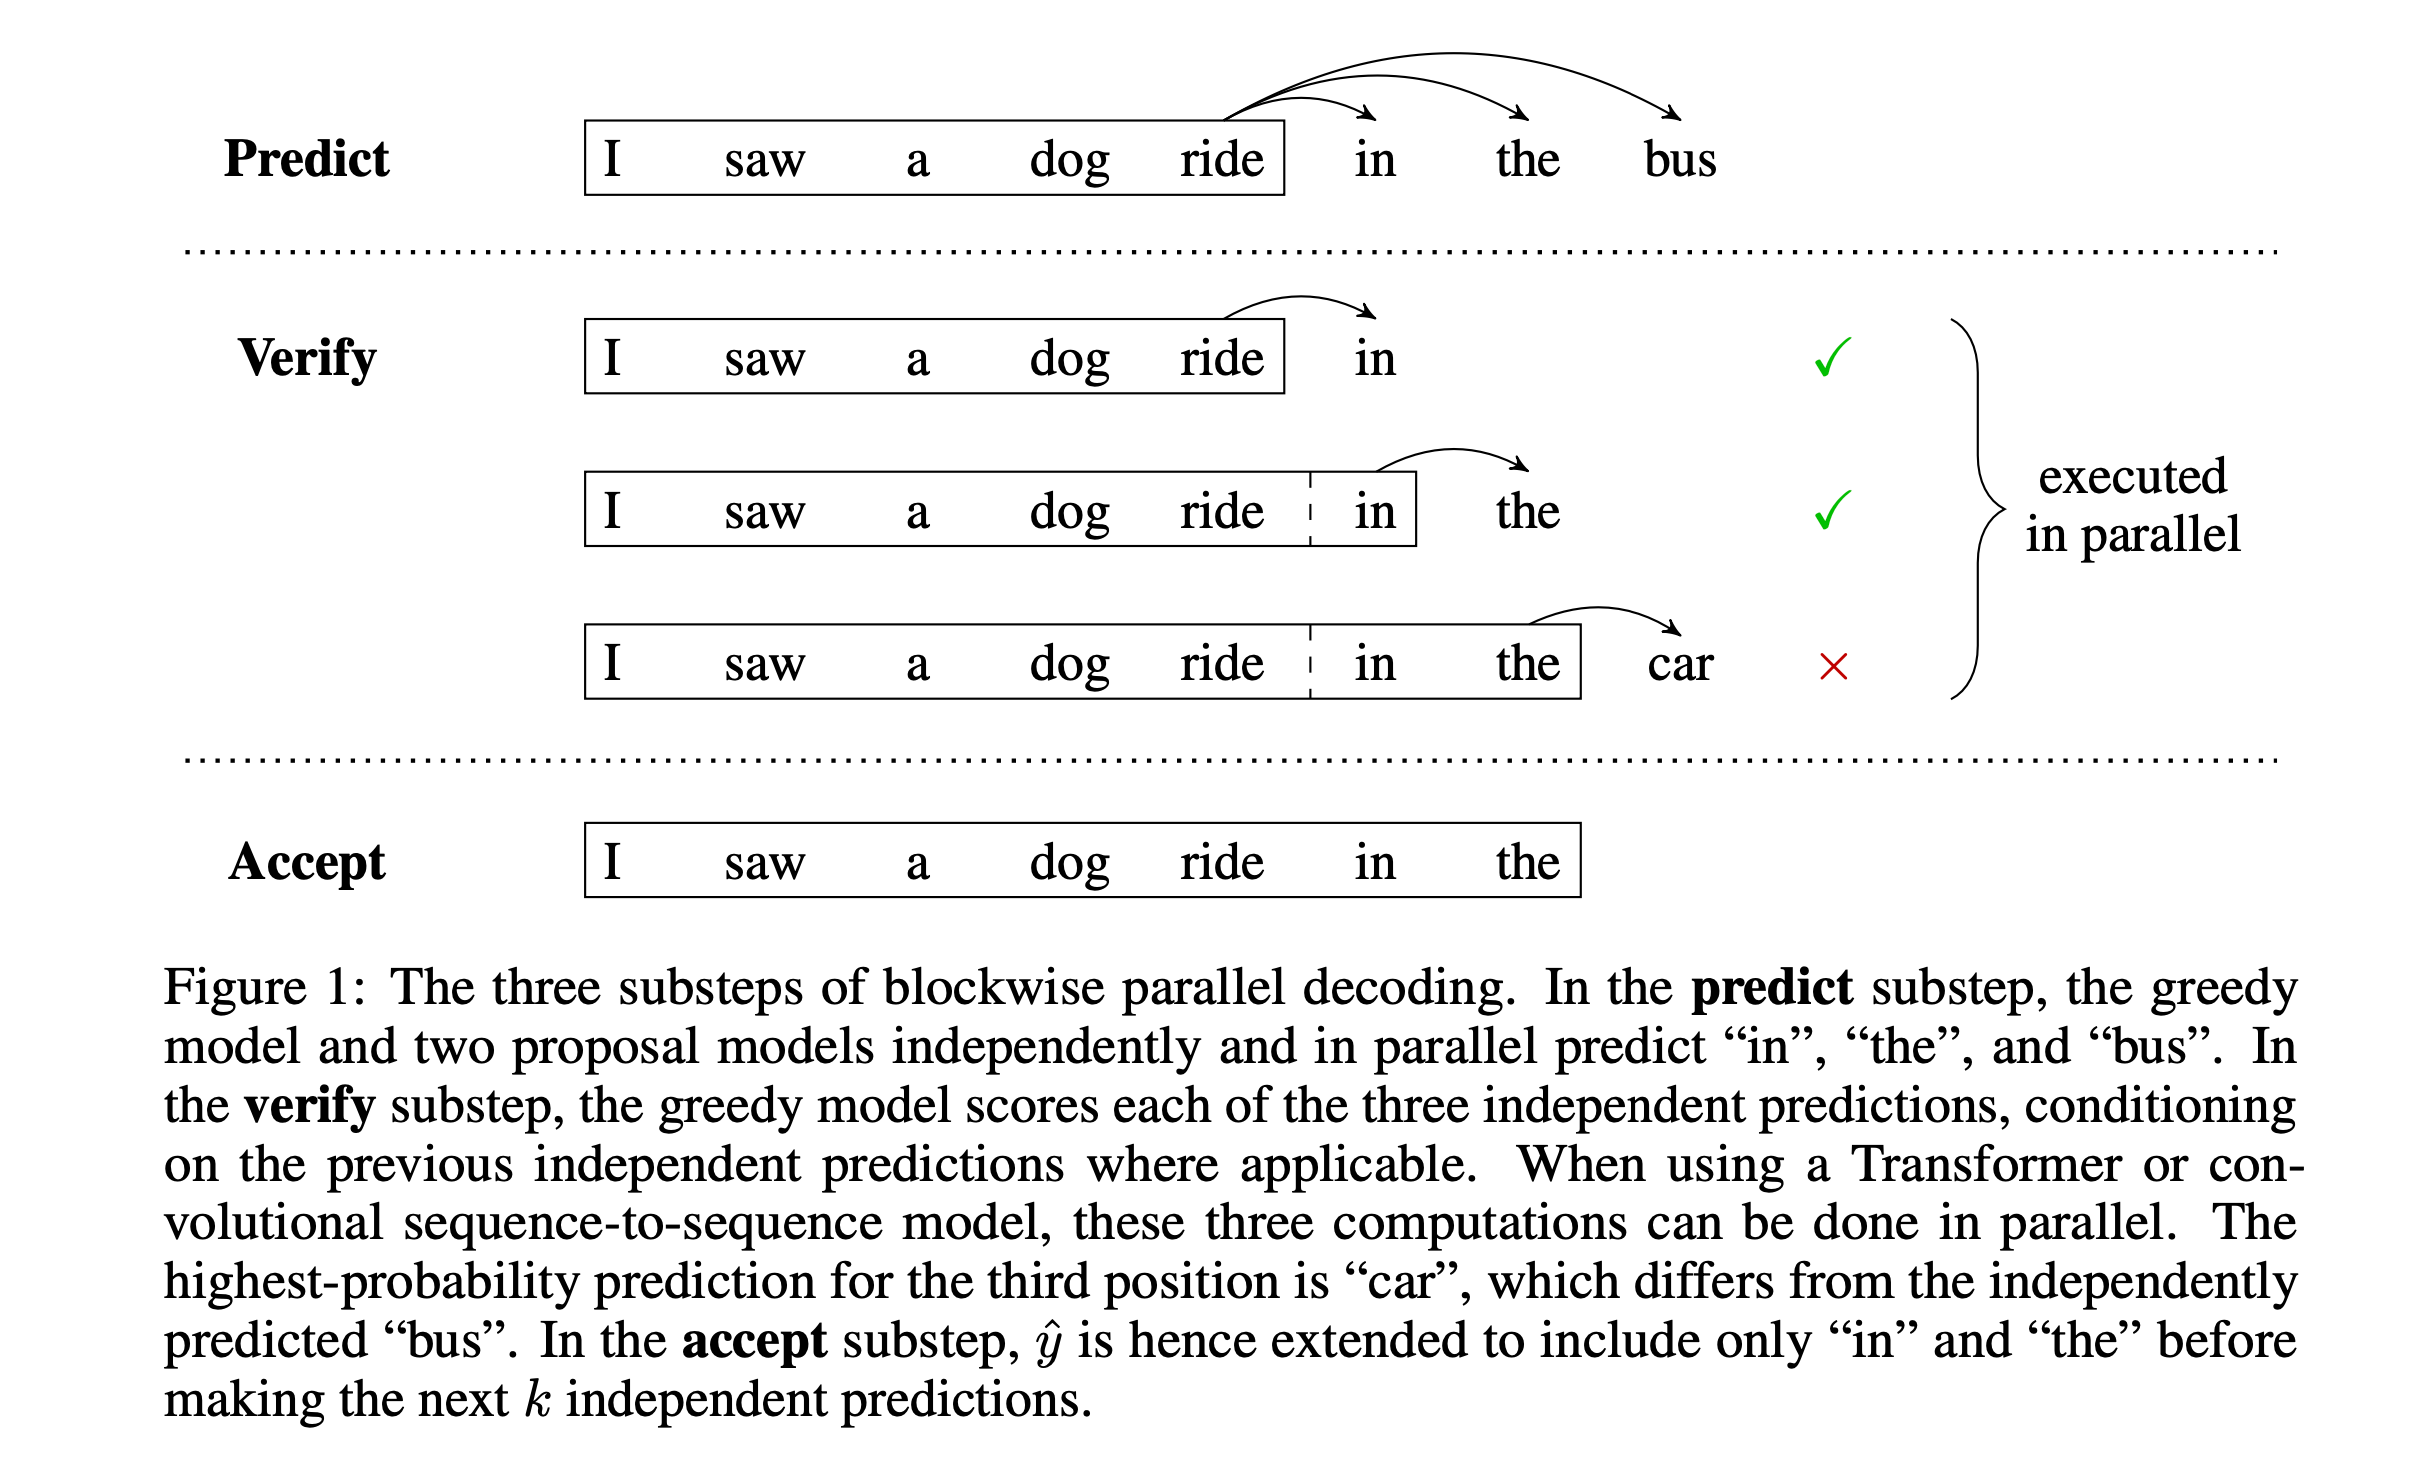 Predict I saw a dog ride in the bus
Verify I saw a dog ride in ✓
I saw a dog ride in the ✓
I saw a dog ride in the car ×
executed
in parallel
Accept I saw a dog ride in the
Figure 1: The three substeps of blockwise parallel decoding. In the predict substep, the greedy
model and two proposal models independently and in parallel predict “in”, “the”, and “bus”. In
the verify substep, the greedy model scores each of the three independent predictions, conditioning
on the previous independent predictions where applicable. When using a Transformer or con-
volutional sequence-to-sequence model, these three computations can be done in parallel. The
highest-probability prediction for the third position is “car”, which differs from the independently
predicted “bus”. In the accept substep, ŷ is hence extended to include only “in” and “the” before
making the next k independent predictions.